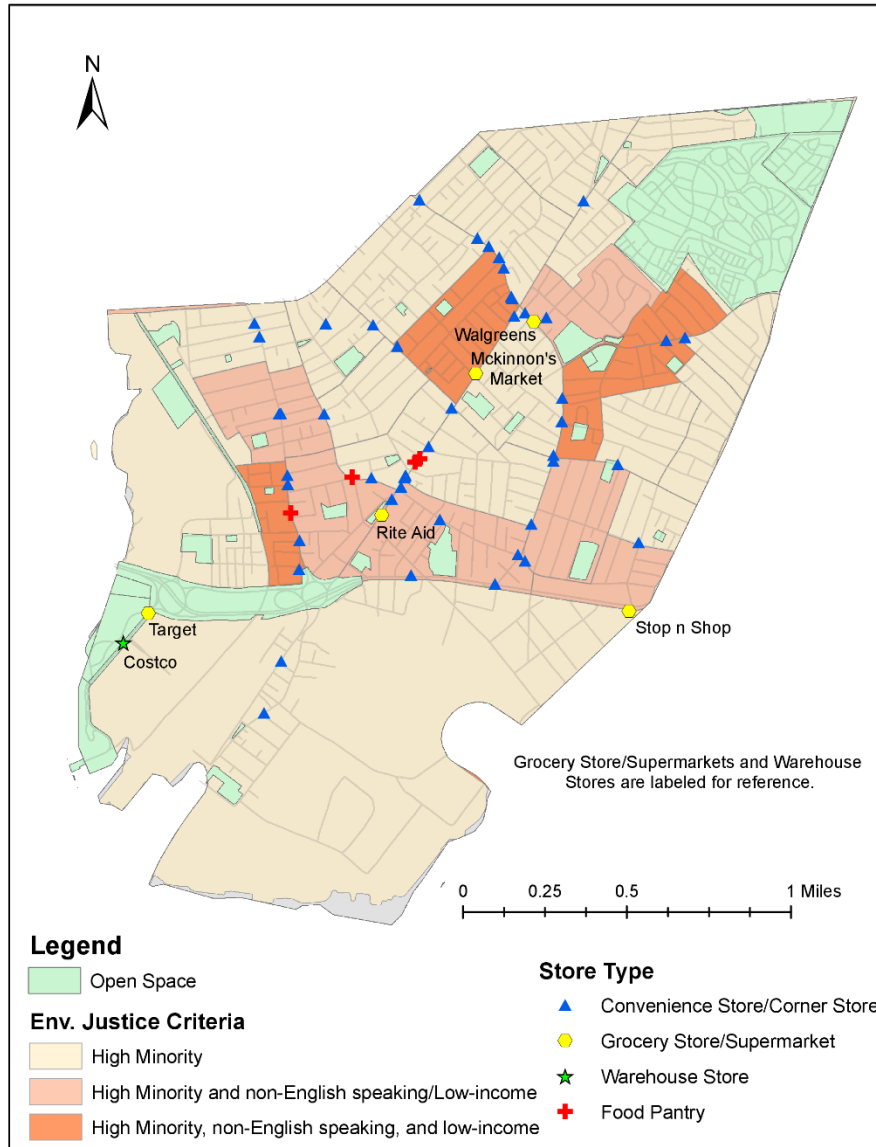 N
Walgreens
Mckinnon's
Market
Rite Aid
Target
Costco
Stop n Shop
Grocery Store/Supermarkets and Warehouse
Stores are labeled for reference.
0 0.25 0.5 1 Miles
Legend
Open Space
Env. Justice Criteria
High Minority
High Minority and non-English speaking/Low-income
High Minority, non-English speaking, and low-income
Store Type
Convenience Store/Corner Store
Grocery Store/Supermarket
Warehouse Store
Food Pantry